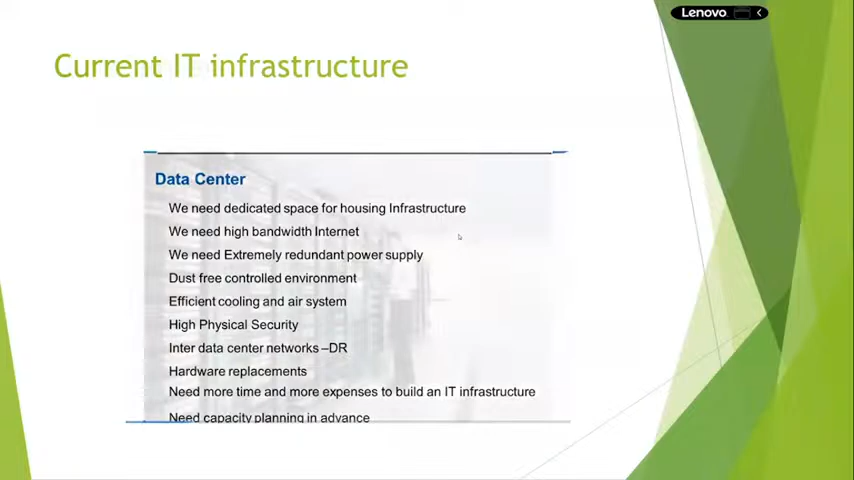 Lenovo
Current IT infrastructure
Data Center
We need dedicated space for housing Infrastructure
We need high bandwidth Internet
We need Extremely redundant power supply
Dust free controlled environment
Efficient cooling and air system
High Physical Security
Inter data center networks –DR
Hardware replacements
Need more time and more expenses to build an IT infrastructure
Need capacity planning in advance